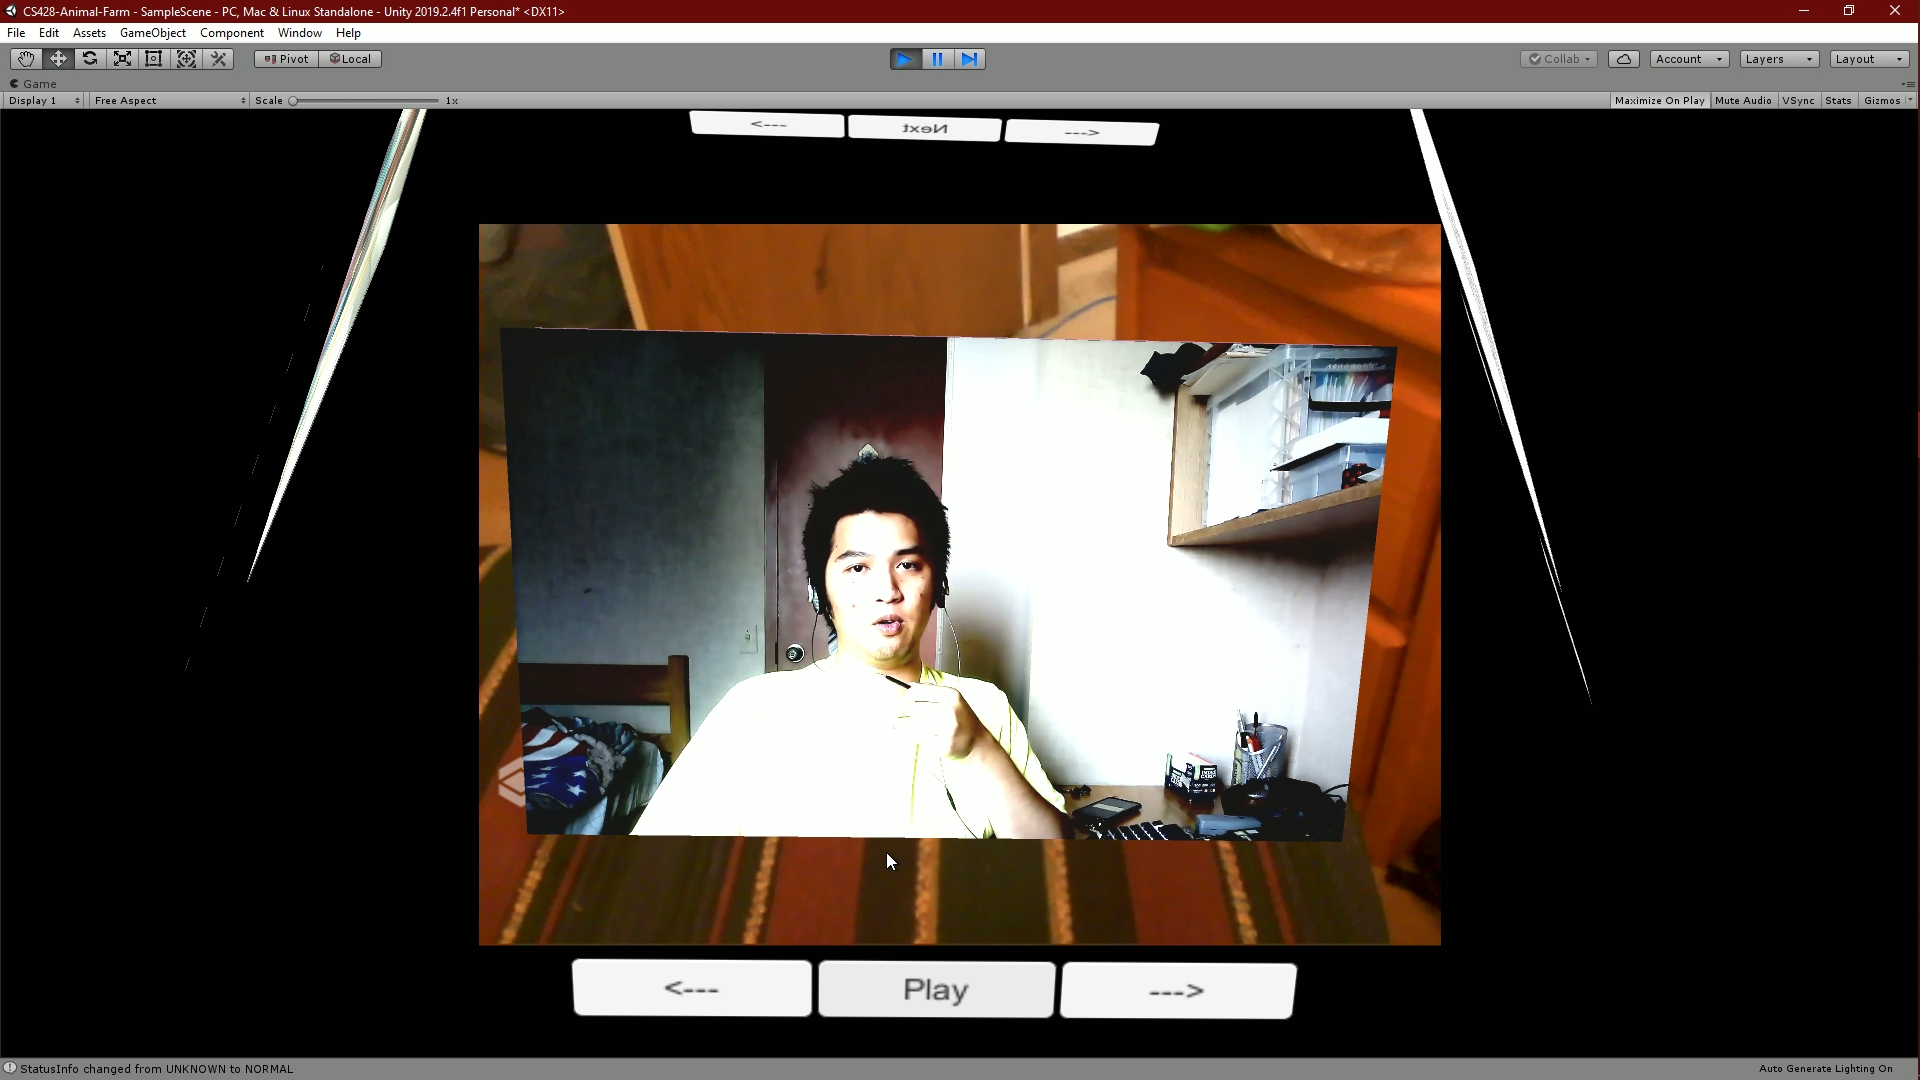 CS428-Animal-Farm - SampleScene - PC, Mac & Linux Standalone - Unity 2019.2.4f1 Personal* <DX11>
File Edit Assets GameObject Component Window Help
Pivot Local Collab Account Layers Layout
Game
Display 1 Free Aspect Scale 1x Maximize On Play Mute Audio VSync Stats Gizmos
<--- Next --->
<--- Play --->
StatusInfo changed from UNKNOWN to NORMAL Auto Generate Lighting On